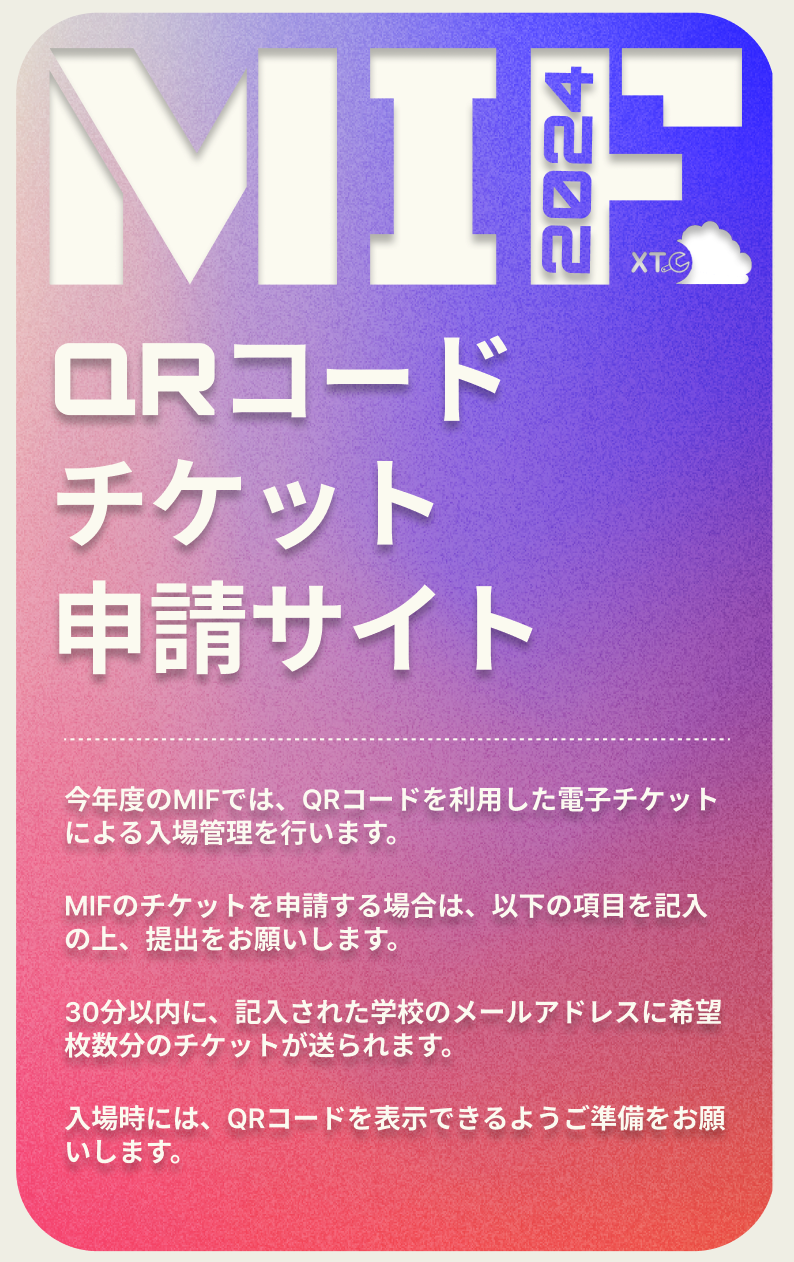 MIF
2024
XTC
QRコード
チケット
申請サイト
今年度のMIFでは、QRコードを利用した電子チケット
による入場管理を行います。
MIFのチケットを申請する場合は、以下の項目を記入
の上、提出をお願いします。
30分以内に、記入された学校のメールアドレスに希望
枚数分のチケットが送られます。
入場時には、QRコードを表示できるようご準備をお願
いします。